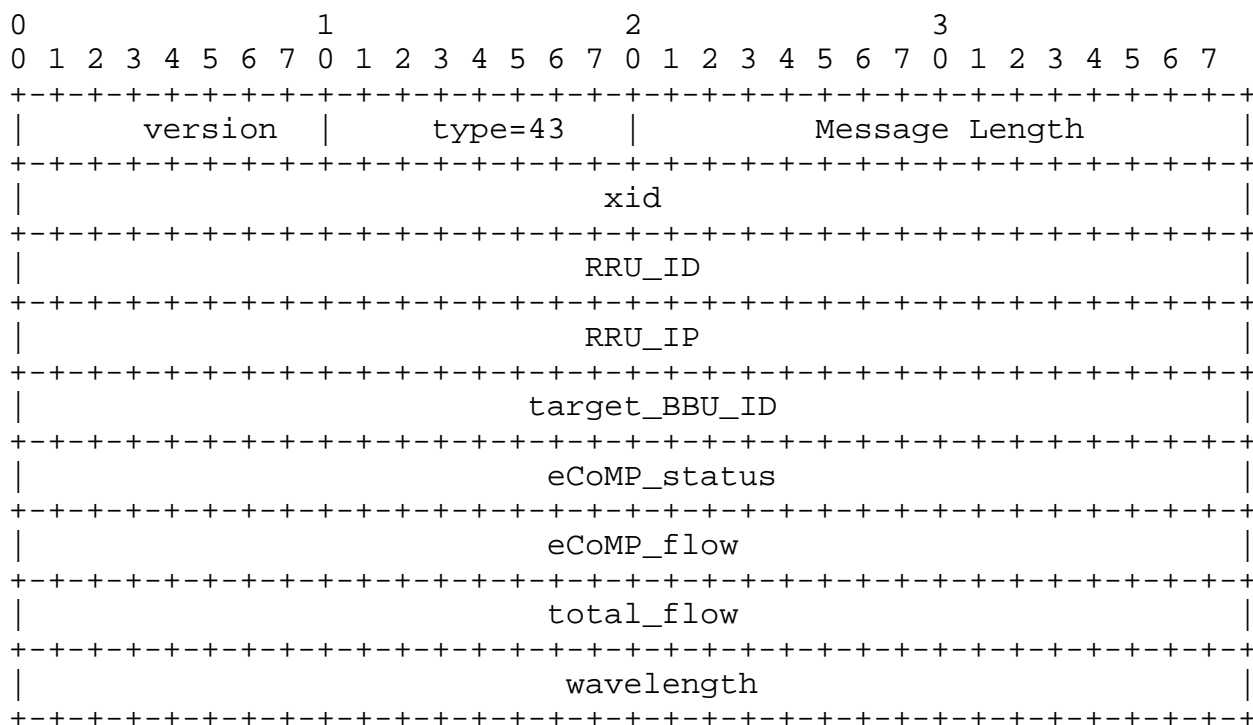 0 1 2 3
0 1 2 3 4 5 6 7 0 1 2 3 4 5 6 7 0 1 2 3 4 5 6 7 0 1 2 3 4 5 6 7
+-+-+-+-+-+-+-+-+-+-+-+-+-+-+-+-+-+-+-+-+-+-+-+-+-+-+-+-+-+-+-+-+
| version | type=43 | Message Length |
+-+-+-+-+-+-+-+-+-+-+-+-+-+-+-+-+-+-+-+-+-+-+-+-+-+-+-+-+-+-+-+-+
| xid |
+-+-+-+-+-+-+-+-+-+-+-+-+-+-+-+-+-+-+-+-+-+-+-+-+-+-+-+-+-+-+-+-+
| RRU_ID |
+-+-+-+-+-+-+-+-+-+-+-+-+-+-+-+-+-+-+-+-+-+-+-+-+-+-+-+-+-+-+-+-+
| RRU_IP |
+-+-+-+-+-+-+-+-+-+-+-+-+-+-+-+-+-+-+-+-+-+-+-+-+-+-+-+-+-+-+-+-+
| target_BBU_ID |
+-+-+-+-+-+-+-+-+-+-+-+-+-+-+-+-+-+-+-+-+-+-+-+-+-+-+-+-+-+-+-+-+
| eCoMP_status |
+-+-+-+-+-+-+-+-+-+-+-+-+-+-+-+-+-+-+-+-+-+-+-+-+-+-+-+-+-+-+-+-+
| eCoMP_flow |
+-+-+-+-+-+-+-+-+-+-+-+-+-+-+-+-+-+-+-+-+-+-+-+-+-+-+-+-+-+-+-+-+
| total_flow |
+-+-+-+-+-+-+-+-+-+-+-+-+-+-+-+-+-+-+-+-+-+-+-+-+-+-+-+-+-+-+-+-+
| wavelength |
+-+-+-+-+-+-+-+-+-+-+-+-+-+-+-+-+-+-+-+-+-+-+-+-+-+-+-+-+-+-+-+-+